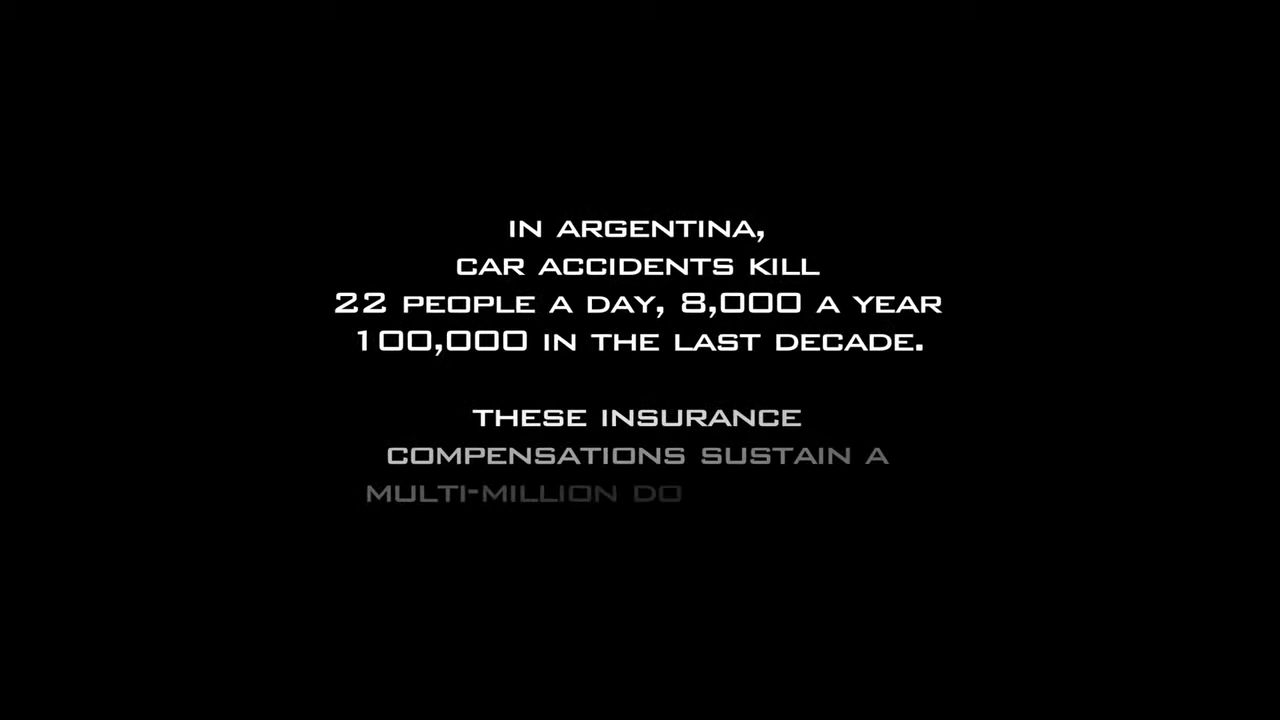 IN ARGENTINA,
CAR ACCIDENTS KILL
22 PEOPLE A DAY, 8,000 A YEAR
100,000 IN THE LAST DECADE.
THESE INSURANCE
COMPENSATIONS SUSTAIN A
MULTI-MILLION DO